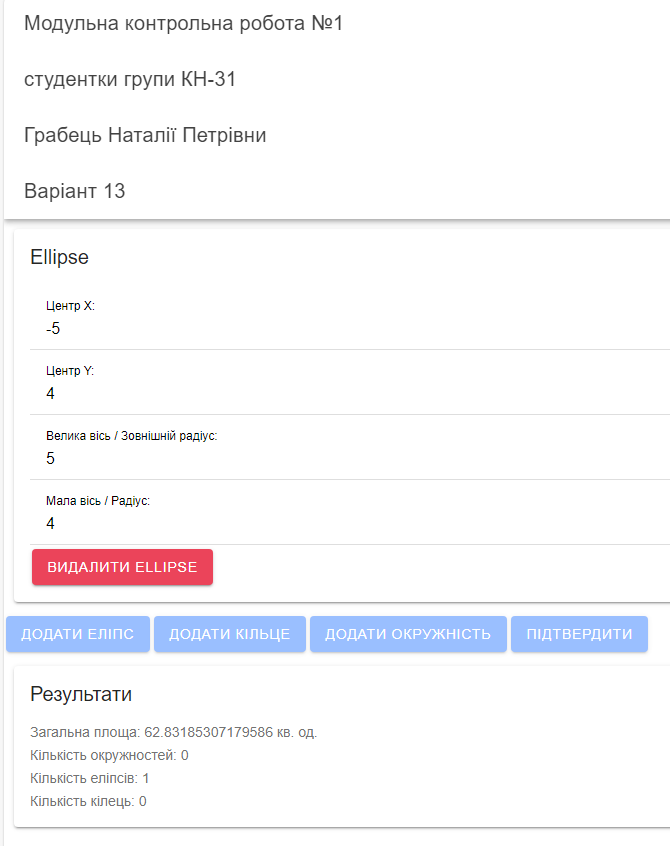 Модульна контрольна робота №1
студентки групи КН-31
Грабець Наталії Петрівни
Варіант 13
Ellipse
Центр X:
-5
Центр Y:
4
Велика вісь / Зовнішній радіус:
5
Мала вісь / Радіус:
4
ВИДАЛИТИ ELLIPSE
ДОДАТИ ЕЛІПС ДОДАТИ КІЛЬЦЕ ДОДАТИ ОКРУЖНІСТЬ ПІДТВЕРДИТИ
Результати
Загальна площа: 62.83185307179586 кв. од.
Кількість окружностей: 0
Кількість еліпсів: 1
Кількість кілець: 0